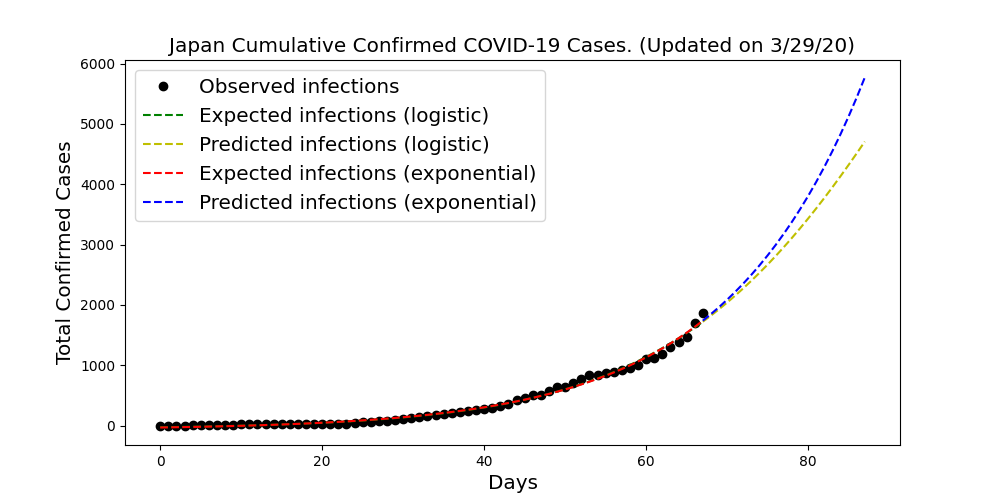 Japan Cumulative Confirmed COVID-19 Cases. (Updated on 3/29/20)
Observed infections
Expected infections (logistic)
Predicted infections (logistic)
Expected infections (exponential)
Predicted infections (exponential)
Total Confirmed Cases
6000
5000
4000
3000
2000
1000
0
0 20 40 60 80
Days